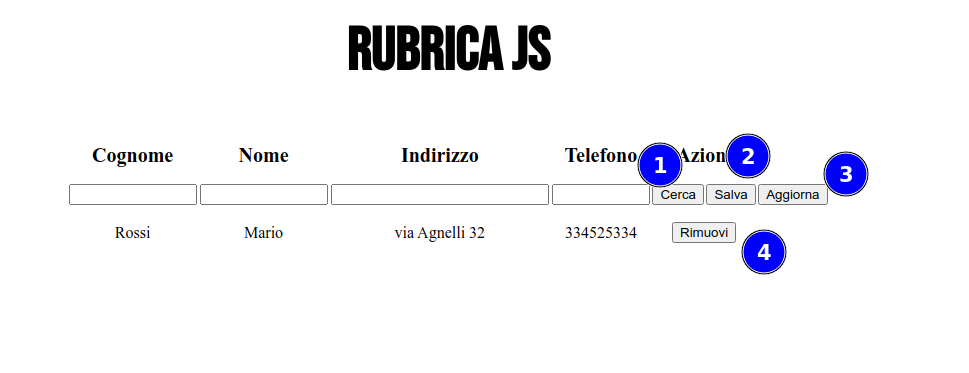 RUBRICA JS
Cognome Nome Indirizzo Telefono Azion
1 2 3
Cerca Salva Aggiorna
Rossi Mario via Agnelli 32 334525334 Rimuovi
4